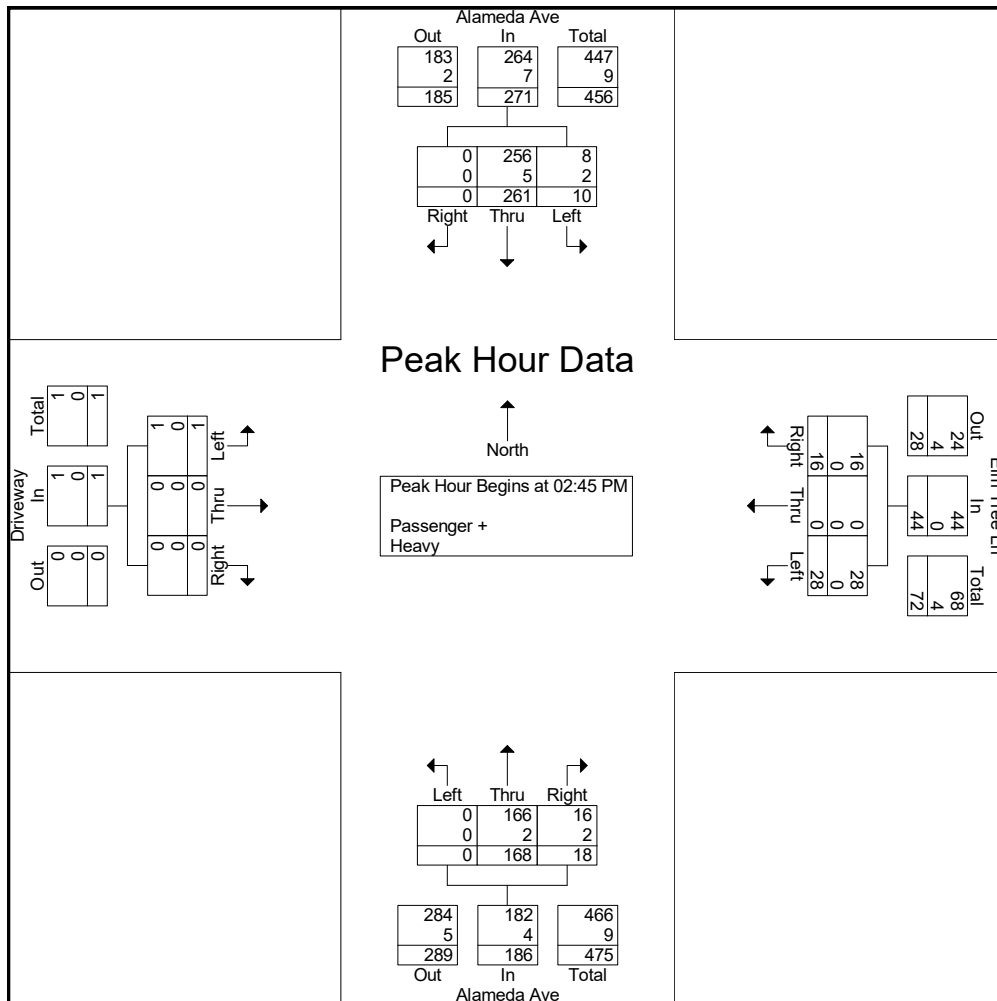 Alameda Ave
Out In Total
183 264 447
2 7 9
185 271 456
0 256 8
0 5 2
0 261 10
Right Thru Left
Peak Hour Data
North
Peak Hour Begins at 02:45 PM
Passenger +
Heavy
Driveway
Out In Total
0 1 1
0 0 0
0 1 1
Left Thru Right
1 0 0
0 0 0
1 0 0
Out In Total
24 44 68
4 0 4
28 44 72
Right Thru Left
16 0 28
0 0 0
16 0 28
Left Thru Right
0 166 16
0 2 2
0 168 18
284 182 466
5 4 9
289 186 475
Out In Total
Alameda Ave